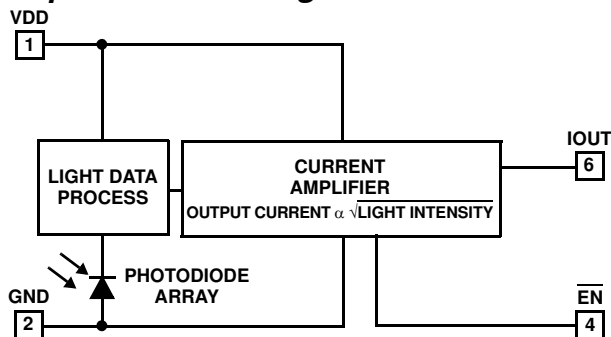 VDD
1
IOUT
6
LIGHT DATA
PROCESS
CURRENT
AMPLIFIER
OUTPUT CURRENT α √LIGHT INTENSITY
PHOTODIODE
ARRAY
GND
2
EN
4